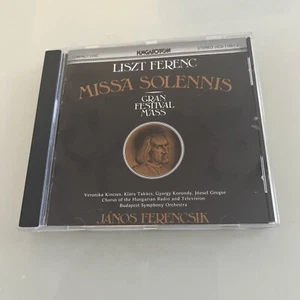 HUNGAROTON
LISZT FERENC
MISSA SOLENNIS
GRAN
FESTIVAL
MASS
Veronika Kincses, Klára Takács, György Korondy, József Gregor
Chorus of the Hungarian Radio and Television
Budapest Symphony Orchestra
JÁNOS FERENCSIK